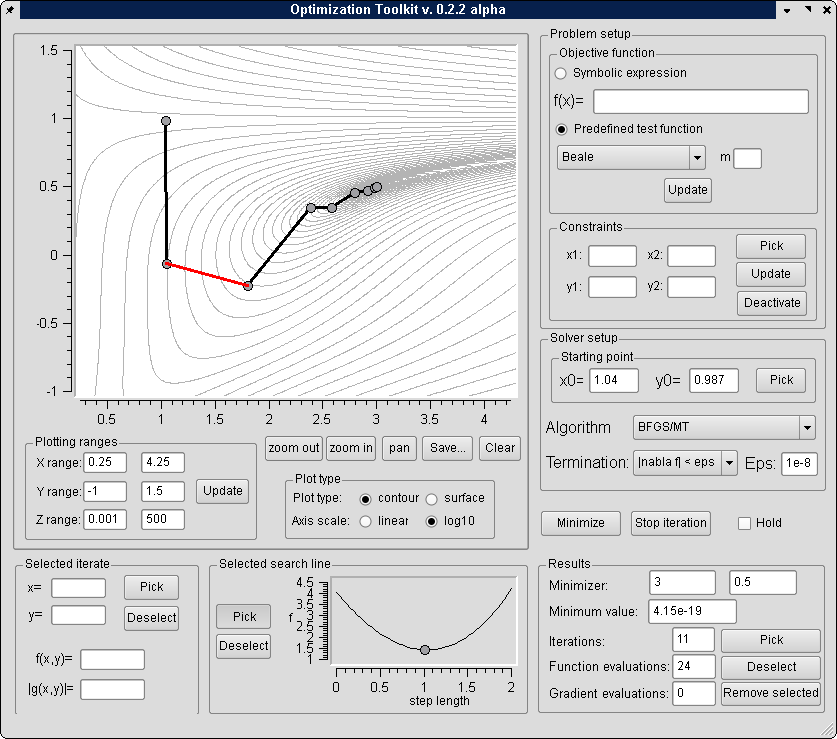 Optimization Toolkit v. 0.2.2 alpha
1.5
1
0.5
0
-0.5
-1
0.5 1 1.5 2 2.5 3 3.5 4
zoom out zoom in pan Save... Clear
Plotting ranges
X range: 0.25 4.25
Y range: -1 1.5 Update
Z range: 0.001 500
Plot type
Plot type: contour surface
Axis scale: linear log10
Problem setup
Objective function
Symbolic expression
f(x)=
Predefined test function
Beale m
Update
Constraints
x1: x2: Pick
Update
y1: y2:
Deactivate
Solver setup
Starting point
x0= 1.04 y0= 0.987 Pick
Algorithm BFGS/MT
Termination: |nabla f| < eps Eps: 1e-8
Minimize Stop iteration Hold
Selected iterate
x= Pick
y= Deselect
f(x,y)=
|g(x,y)|=
Selected search line
Pick
Deselect
f
4.5
4
3.5
3
2.5
2
1.5
1
0 0.5 1 1.5 2
step length
Results
Minimizer: 3 0.5
Minimum value: 4.15e-19
Iterations: 11 Pick
Function evaluations: 24 Deselect
Gradient evaluations: 0 Remove selected